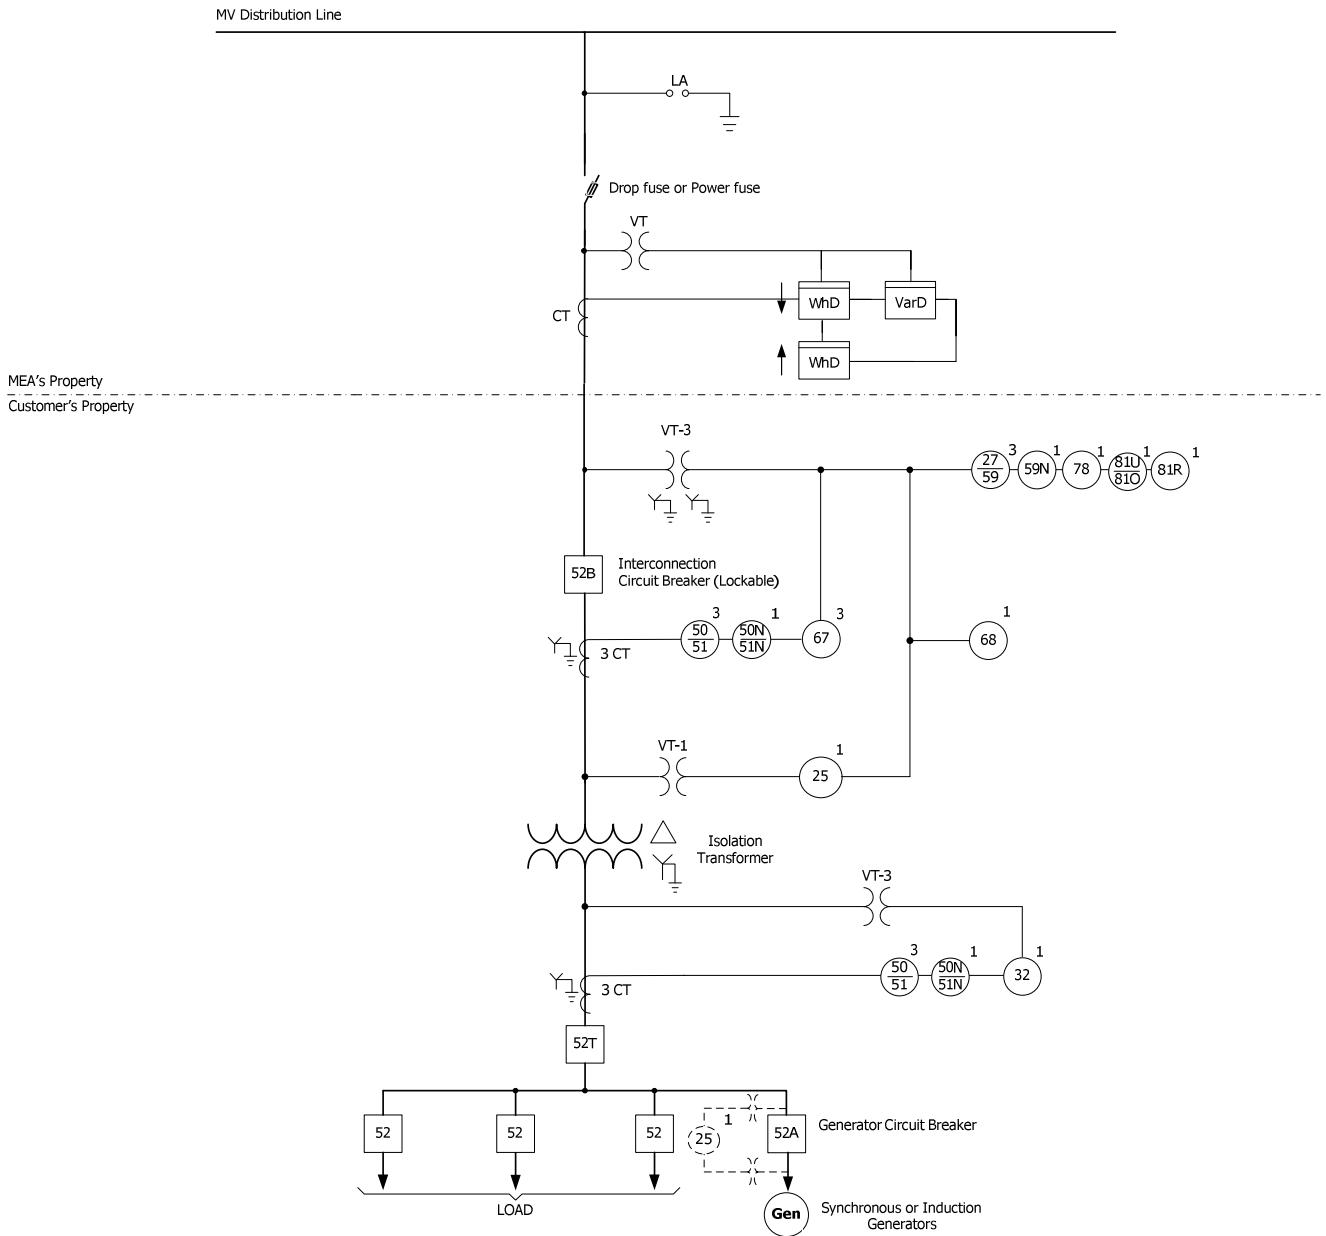 MV Distribution Line
LA
Drop fuse or Power fuse
VT
WhD
VarD
CT
WhD
MEA's Property
Customer's Property
VT-3
27
59
3
59N
1
78
1
81U
81O
1
81R
1
52B
Interconnection
Circuit Breaker (Lockable)
3 CT
50
51
3
50N
51N
1
67
3
68
1
VT-1
25
1
Isolation
Transformer
VT-3
3 CT
50
51
3
50N
51N
1
32
1
52T
52
52
52
25
1
52A
Generator Circuit Breaker
LOAD
Gen
Synchronous or Induction
Generators